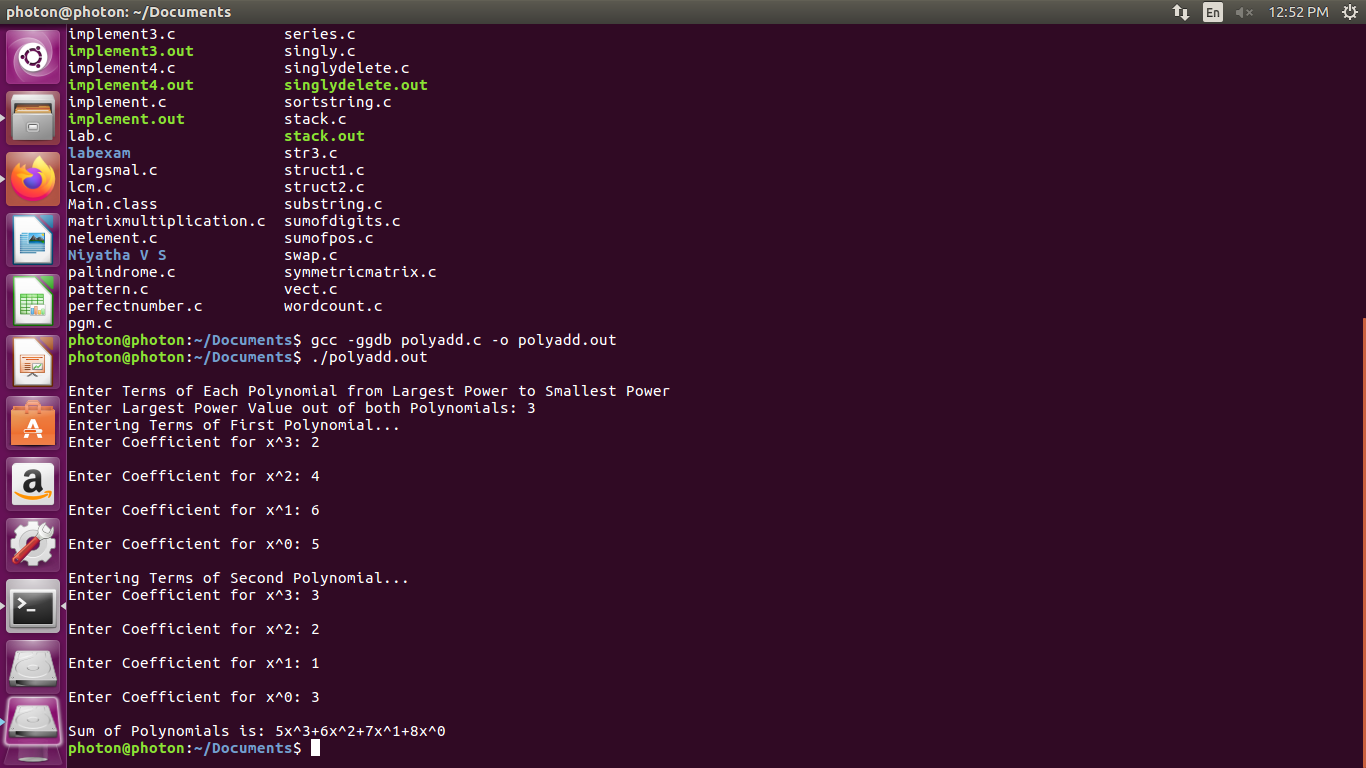 photon@photon: ~/Documents En 12:52 PM
implement3.c series.c
implement3.out singly.c
implement4.c singlydelete.c
implement4.out singlydelete.out
implement.c sortstring.c
implement.out stack.c
lab.c stack.out
labexam str3.c
largsmal.c struct1.c
lcm.c struct2.c
Main.class substring.c
matrixmultiplication.c sumofdigits.c
nelement.c sumofpos.c
Niyatha V S swap.c
palindrome.c symmetricmatrix.c
pattern.c vect.c
perfectnumber.c wordcount.c
pgm.c
photon@photon:~/Documents$ gcc -ggdb polyadd.c -o polyadd.out
photon@photon:~/Documents$ ./polyadd.out
Enter Terms of Each Polynomial from Largest Power to Smallest Power
Enter Largest Power Value out of both Polynomials: 3
Entering Terms of First Polynomial...
Enter Coefficient for x^3: 2
Enter Coefficient for x^2: 4
Enter Coefficient for x^1: 6
Enter Coefficient for x^0: 5
Entering Terms of Second Polynomial...
Enter Coefficient for x^3: 3
Enter Coefficient for x^2: 2
Enter Coefficient for x^1: 1
Enter Coefficient for x^0: 3
Sum of Polynomials is: 5x^3+6x^2+7x^1+8x^0
photon@photon:~/Documents$